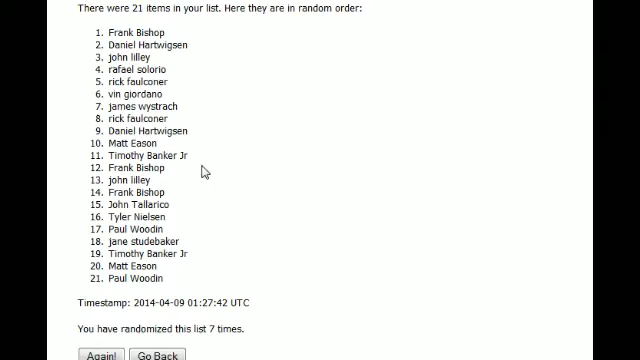 There were 21 items in your list. Here they are in random order:
1. Frank Bishop
2. Daniel Hartwigsen
3. john lilley
4. rafael solorio
5. rick faulconer
6. vin giordano
7. james wystrach
8. rick faulconer
9. Daniel Hartwigsen
10. Matt Eason
11. Timothy Banker Jr
12. Frank Bishop
13. john lilley
14. Frank Bishop
15. John Tallarico
16. Tyler Nielsen
17. Paul Woodin
18. jane studebaker
19. Timothy Banker Jr
20. Matt Eason
21. Paul Woodin
Timestamp: 2014-04-09 01:27:42 UTC
You have randomized this list 7 times.
Again! Go Back